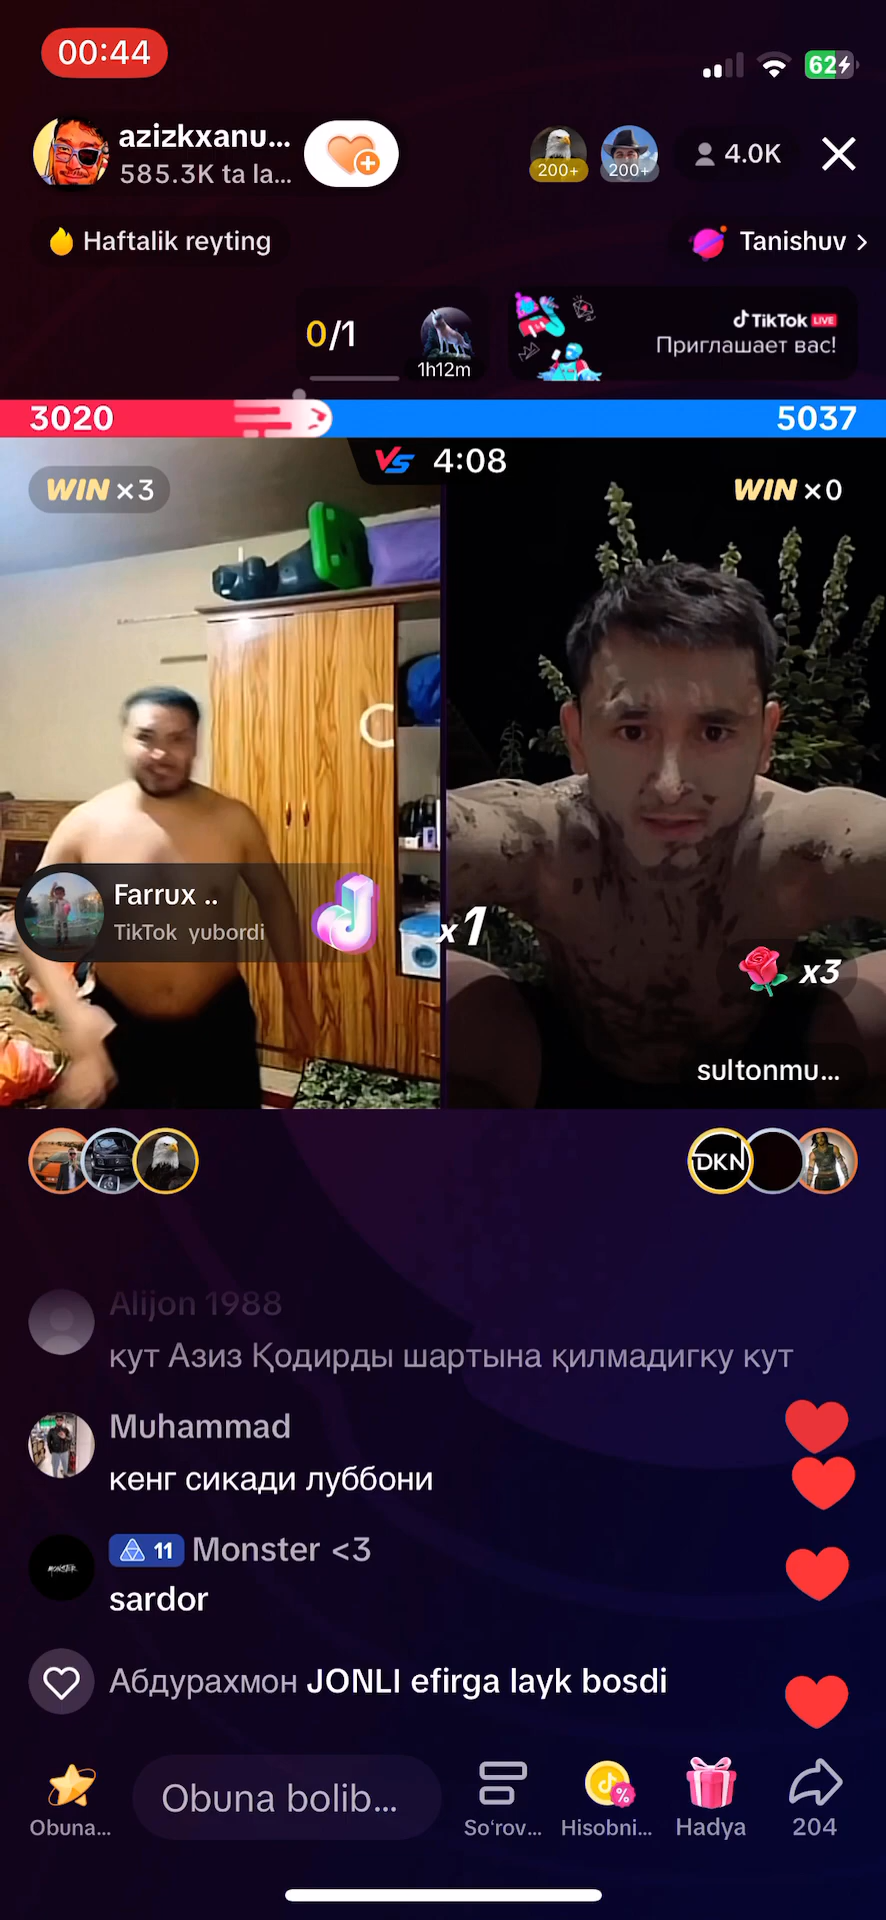 00:44
62
azizkxanu...
585.3K ta la...
200+
200+
4.0K
Haftalik reyting
Tanishuv >
0/1
1h12m
TikTok LIVE
Приглашает вас!
3020
5037
VS 4:08
WIN x3
WIN x0
Farrux ..
TikTok yubordi
x1
x3
sultonmu...
DKN
Alijon 1988
кут Азиз Қодирды шартына қилмадигку кут
Muhammad
кенг сикади луббони
MONSTER
11 Monster <3
sardor
Абдурахмон JONLI efirga layk bosdi
Obuna bolib...
Obuna...
So‘rov...
Hisobni...
Hadya
204